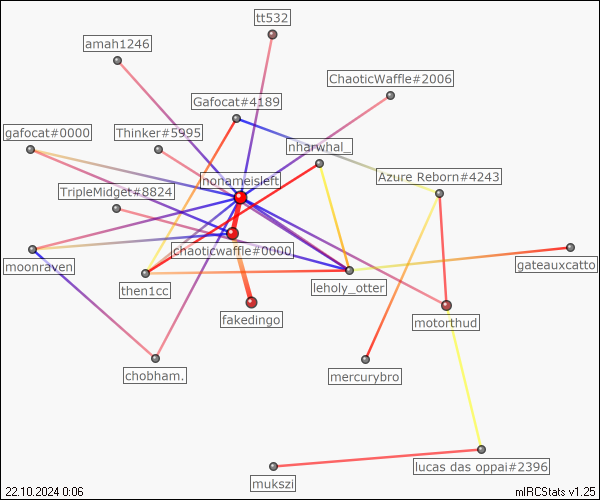 tt532
amah1246
ChaoticWaffle#2006
Gafocat#4189
gafocat#0000
Thinker#5995
nharwhal_
Azure Reborn#4243
nonameisleft
TripleMidget#8824
chaoticwaffle#0000
moonraven
gateauxcatto
then1cc
leholy_otter
fakedingo
motorthud
chobham.
mercurybro
lucas das oppai#2396
mukszi
22.10.2024 0:06
mIRCStats v1.25